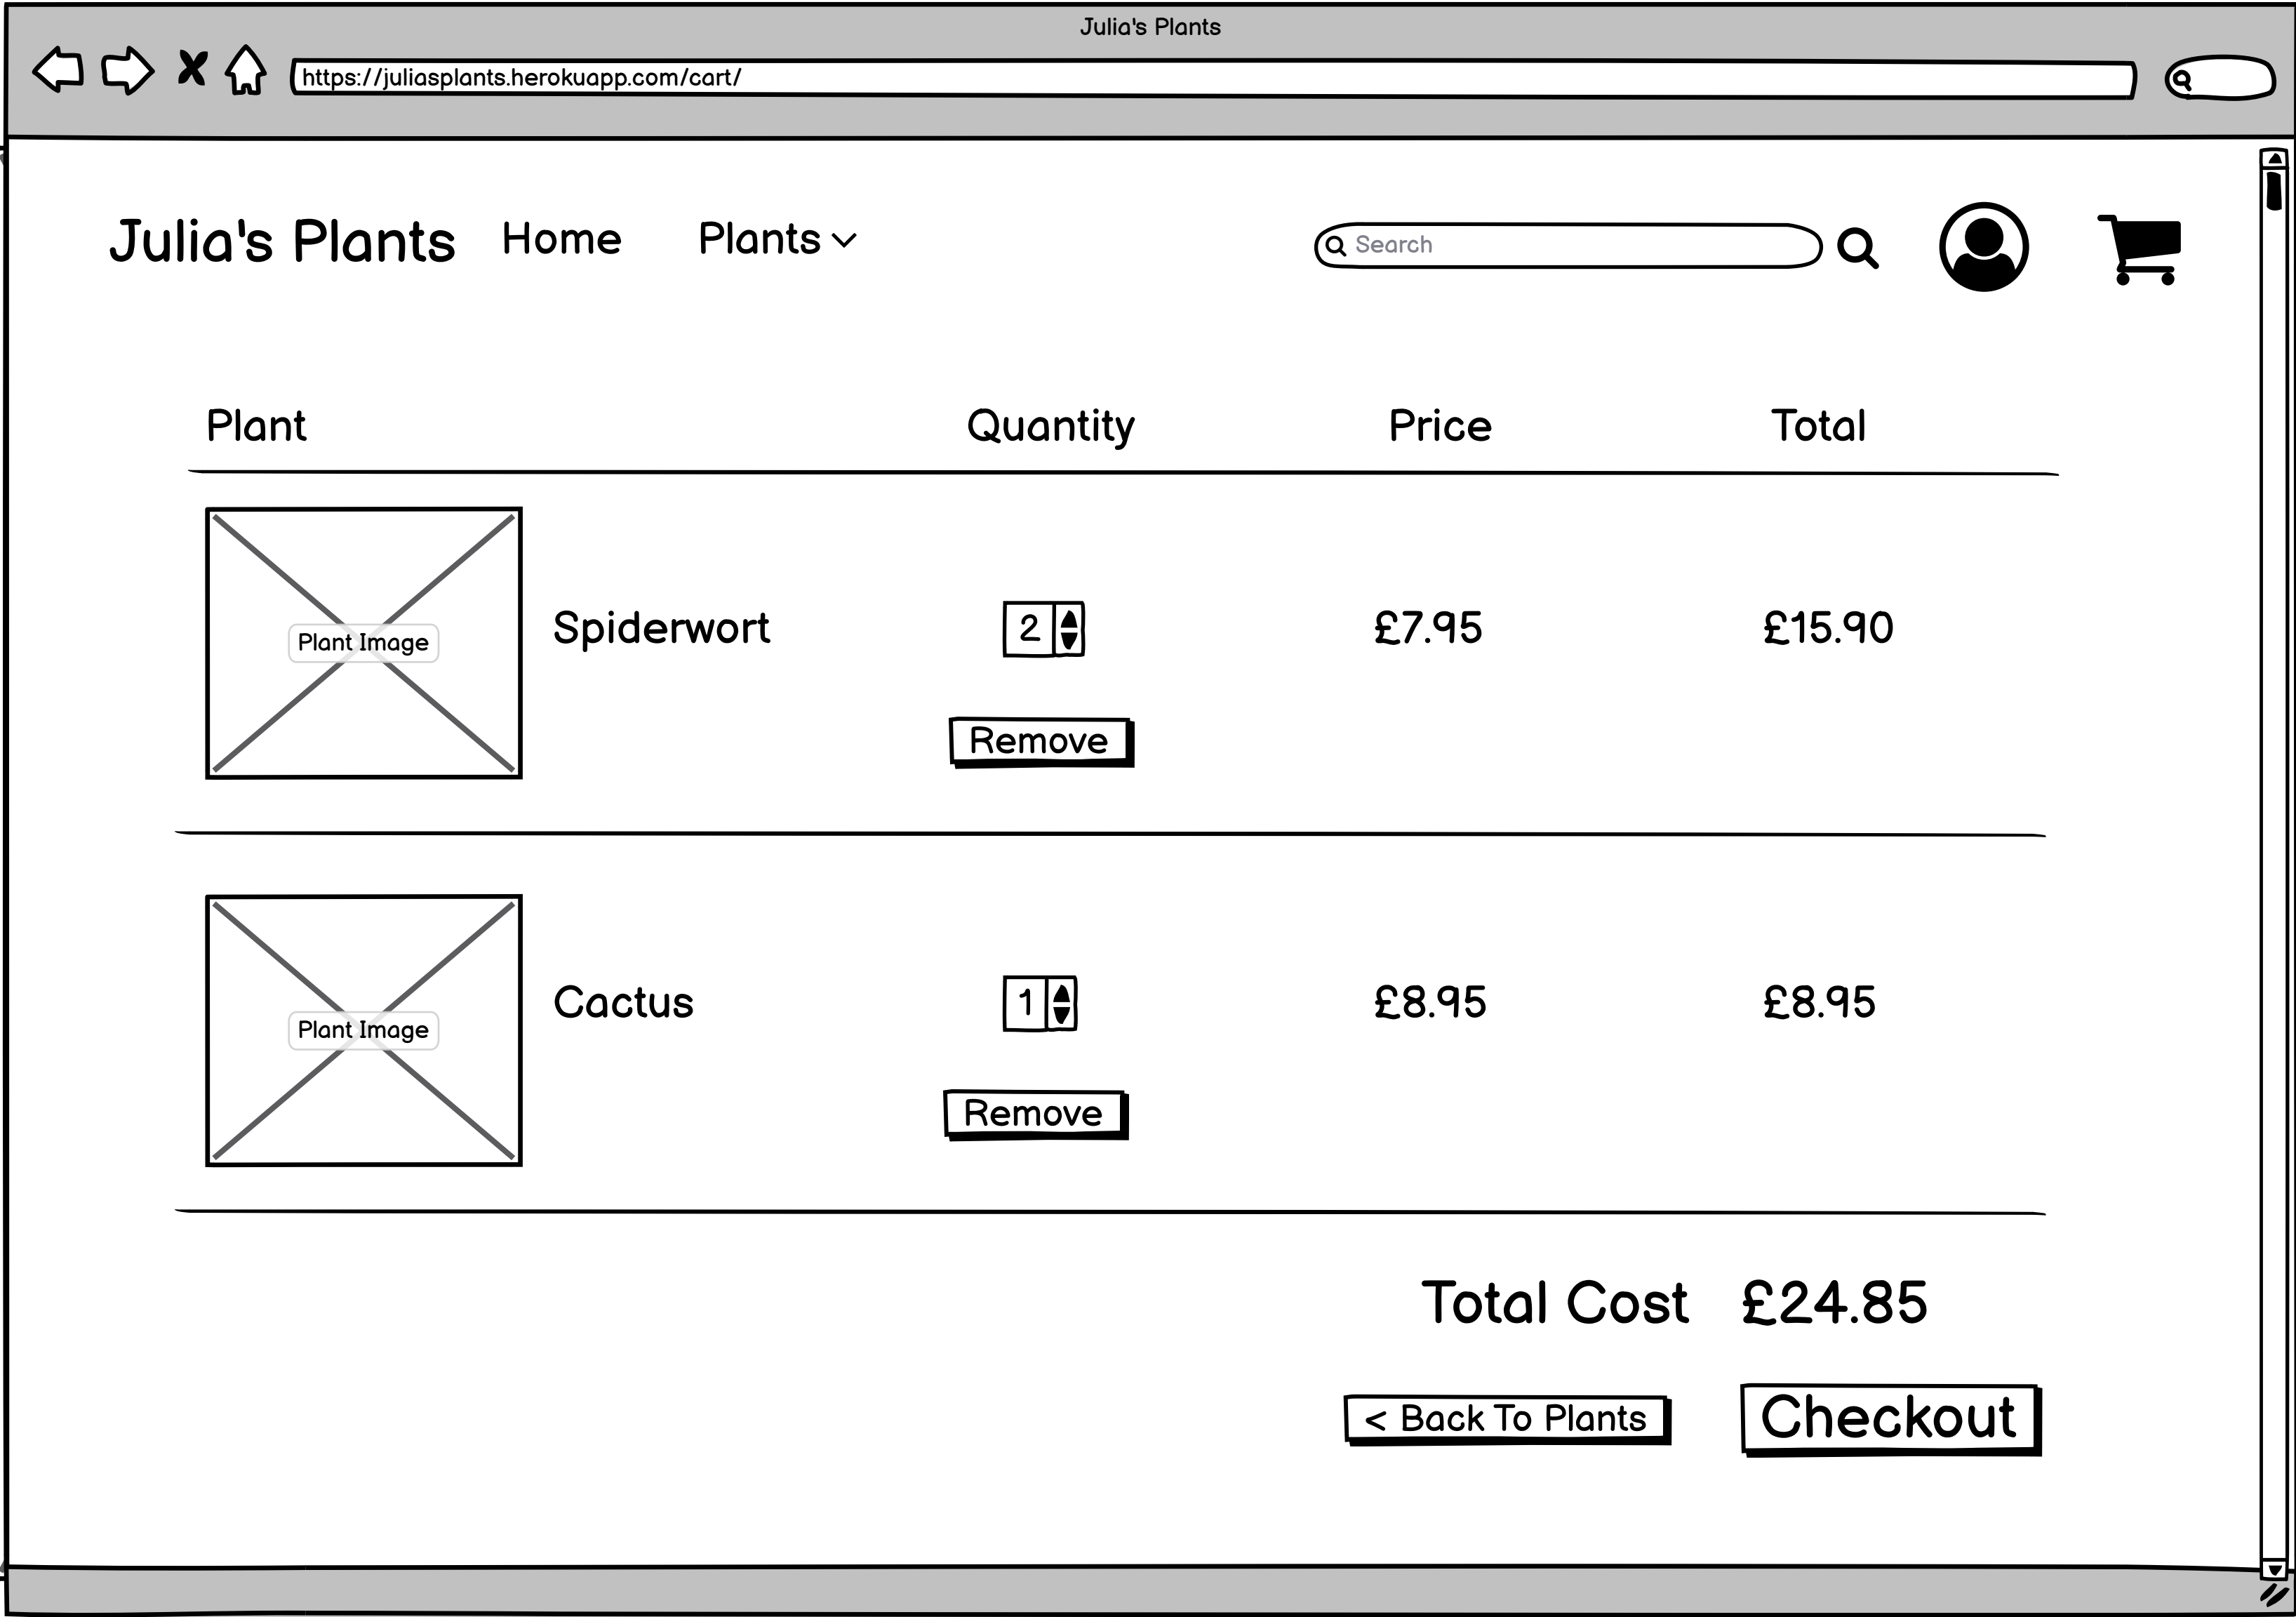 Julia's Plants
https://juliasplants.herokuapp.com/cart/
Julia's Plants Home Plants Search
Plant Quantity Price Total
Plant Image Spiderwort 2 £7.95 £15.90
Remove
Plant Image Cactus 1 £8.95 £8.95
Remove
Total Cost £24.85
< Back To Plants Checkout